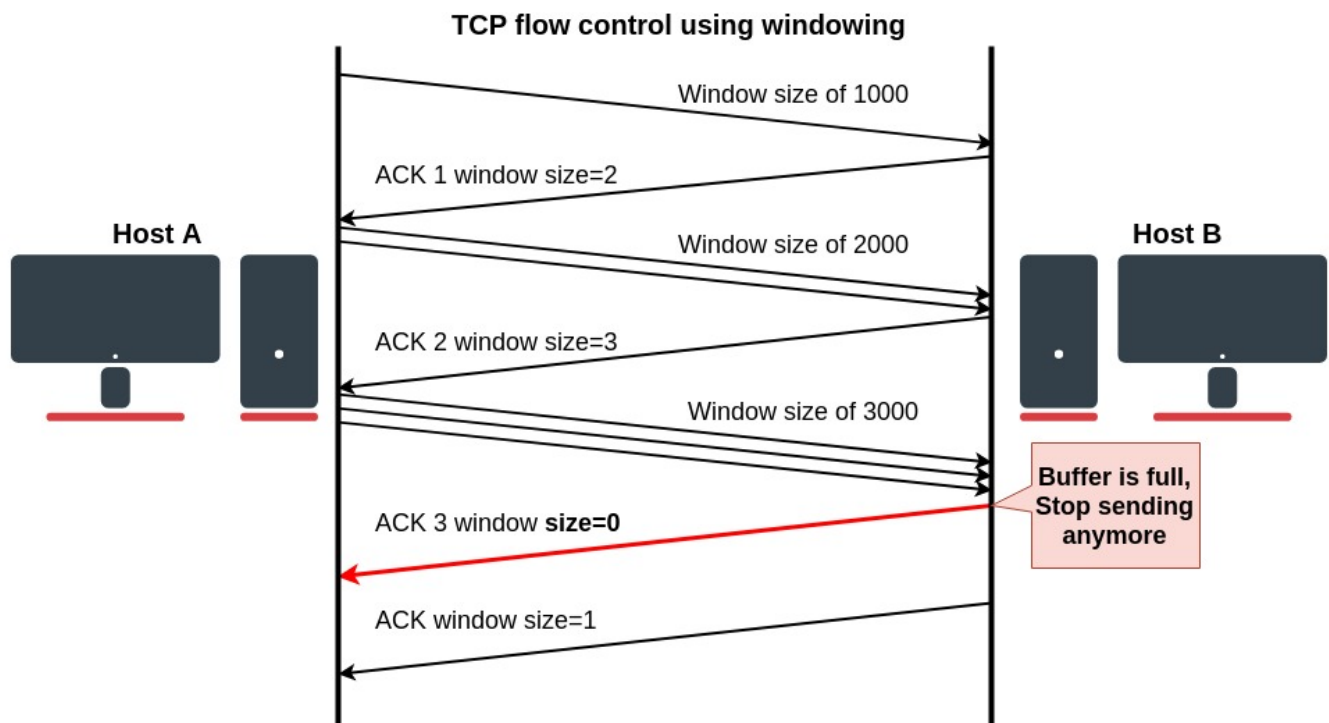 TCP flow control using windowing
Window size of 1000
ACK 1 window size=2
Host A
Window size of 2000
Host B
ACK 2 window size=3
Window size of 3000
Buffer is full,
Stop sending
anymore
ACK 3 window size=0
ACK window size=1